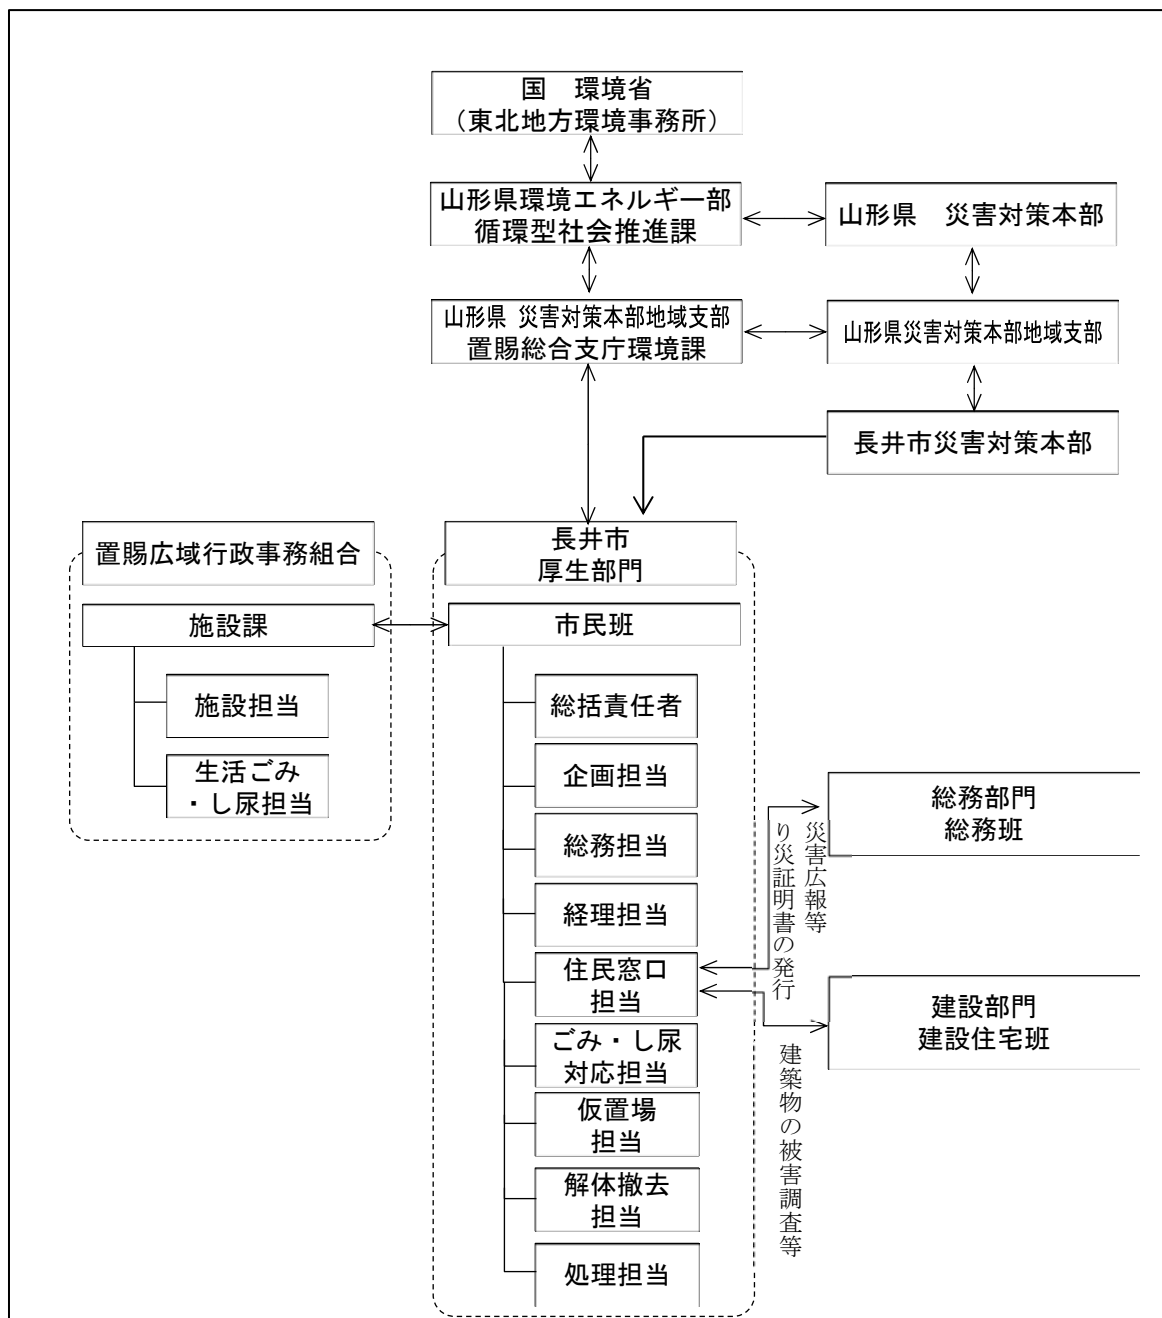 国　環境省
（東北地方環境事務所）
山形県環境エネルギー部
循環型社会推進課
山形県　災害対策本部
山形県 災害対策本部地域支部
置賜総合支庁環境課
山形県災害対策本部地域支部
長井市災害対策本部
置賜広域行政事務組合
長井市
厚生部門
施設課
市民班
施設担当
生活ごみ
・し尿担当
総括責任者
企画担当
総務担当
経理担当
住民窓口
担当
ごみ・し尿
対応担当
仮置場
担当
解体撤去
担当
処理担当
総務部門
総務班
災害広報等
り災証明書の発行
建設部門
建設住宅班
建築物の被害調査等